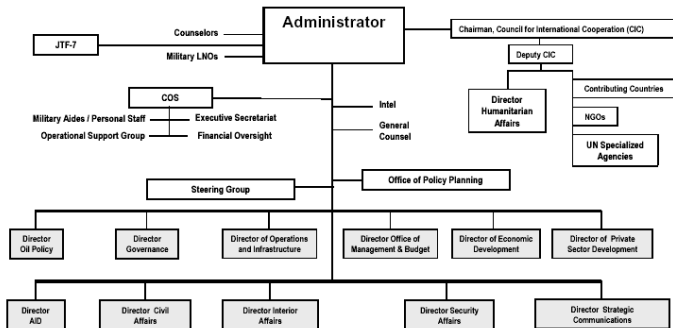 Administrator
Counselors
JTF-7
Military LNOs
Chairman, Council for International Cooperation (CIC)
Deputy CIC
Contributing Countries
Director
Humanitarian
Affairs
NGOs
UN Specialized
Agencies
COS
Military Aides / Personal Staff
Executive Secretariat
Operational Support Group
Financial Oversight
Intel
General
Counsel
Steering Group
Office of Policy Planning
Director
Oil Policy
Director
Governance
Director of Operations
and Infrastructure
Director Office of
Management & Budget
Director of Economic
Development
Director of Private
Sector Development
Director
AID
Director Civil
Affairs
Director Interior
Affairs
Director Security
Affairs
Director Strategic
Communications